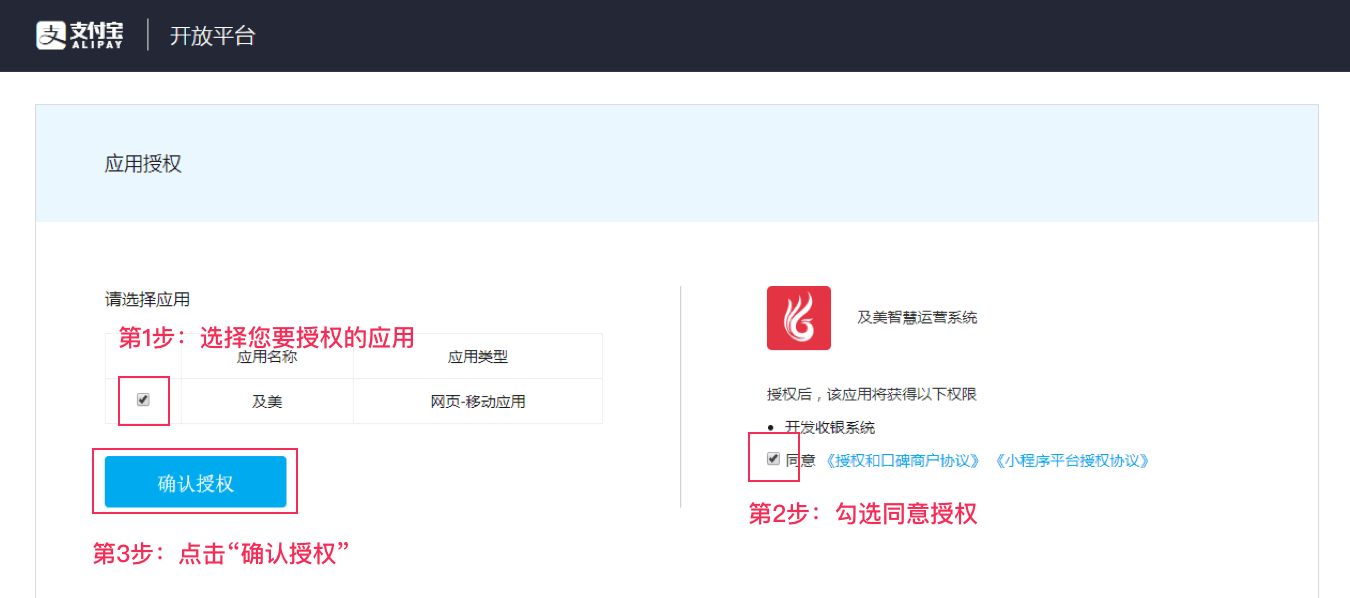 支付宝
ALIPAY
开放平台
应用授权
请选择应用
第1步：选择您要授权的应用
应用名称 应用类型
及美 网页-移动应用
确认授权
第3步：点击“确认授权”
及美智慧运营系统
授权后，该应用将获得以下权限
开发收银系统
同意 《授权和口碑商户协议》 《小程序平台授权协议》
第2步：勾选同意授权